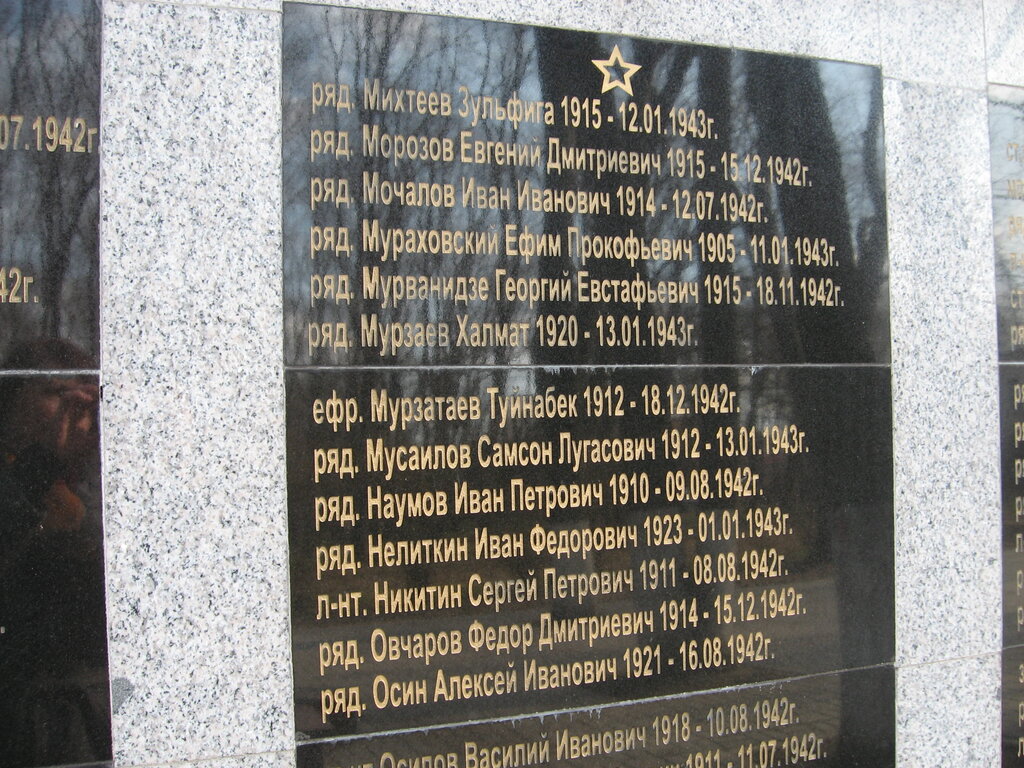 07.1942г
42г.
ряд. Михтеев Зульфига 1915 - 12.01.1943г.
ряд. Морозов Евгений Дмитриевич 1915 - 15.12.1942г.
ряд. Мочалов Иван Иванович 1914 - 12.07.1942г.
ряд. Мураховский Ефим Прокофьевич 1905 - 11.01.1943г.
ряд. Мурванидзе Георгий Евстафьевич 1915 - 18.11.1942г.
ряд. Мурзаев Халмат 1920 - 13.01.1943г.
ефр. Мурзатаев Туйнабек 1912 - 18.12.1942г.
ряд. Мусаилов Самсон Лугасович 1912 - 13.01.1943г.
ряд. Наумов Иван Петрович 1910 - 09.08.1942г.
ряд. Нелиткин Иван Федорович 1923 - 01.01.1943г.
л-нт. Никитин Сергей Петрович 1911 - 08.08.1942г.
ряд. Овчаров Федор Дмитриевич 1914 - 15.12.1942г.
ряд. Осин Алексей Иванович 1921 - 16.08.1942г.
Осипов Василий Иванович 1918 - 10.08.1942г.
1911 - 11.07.1942г.